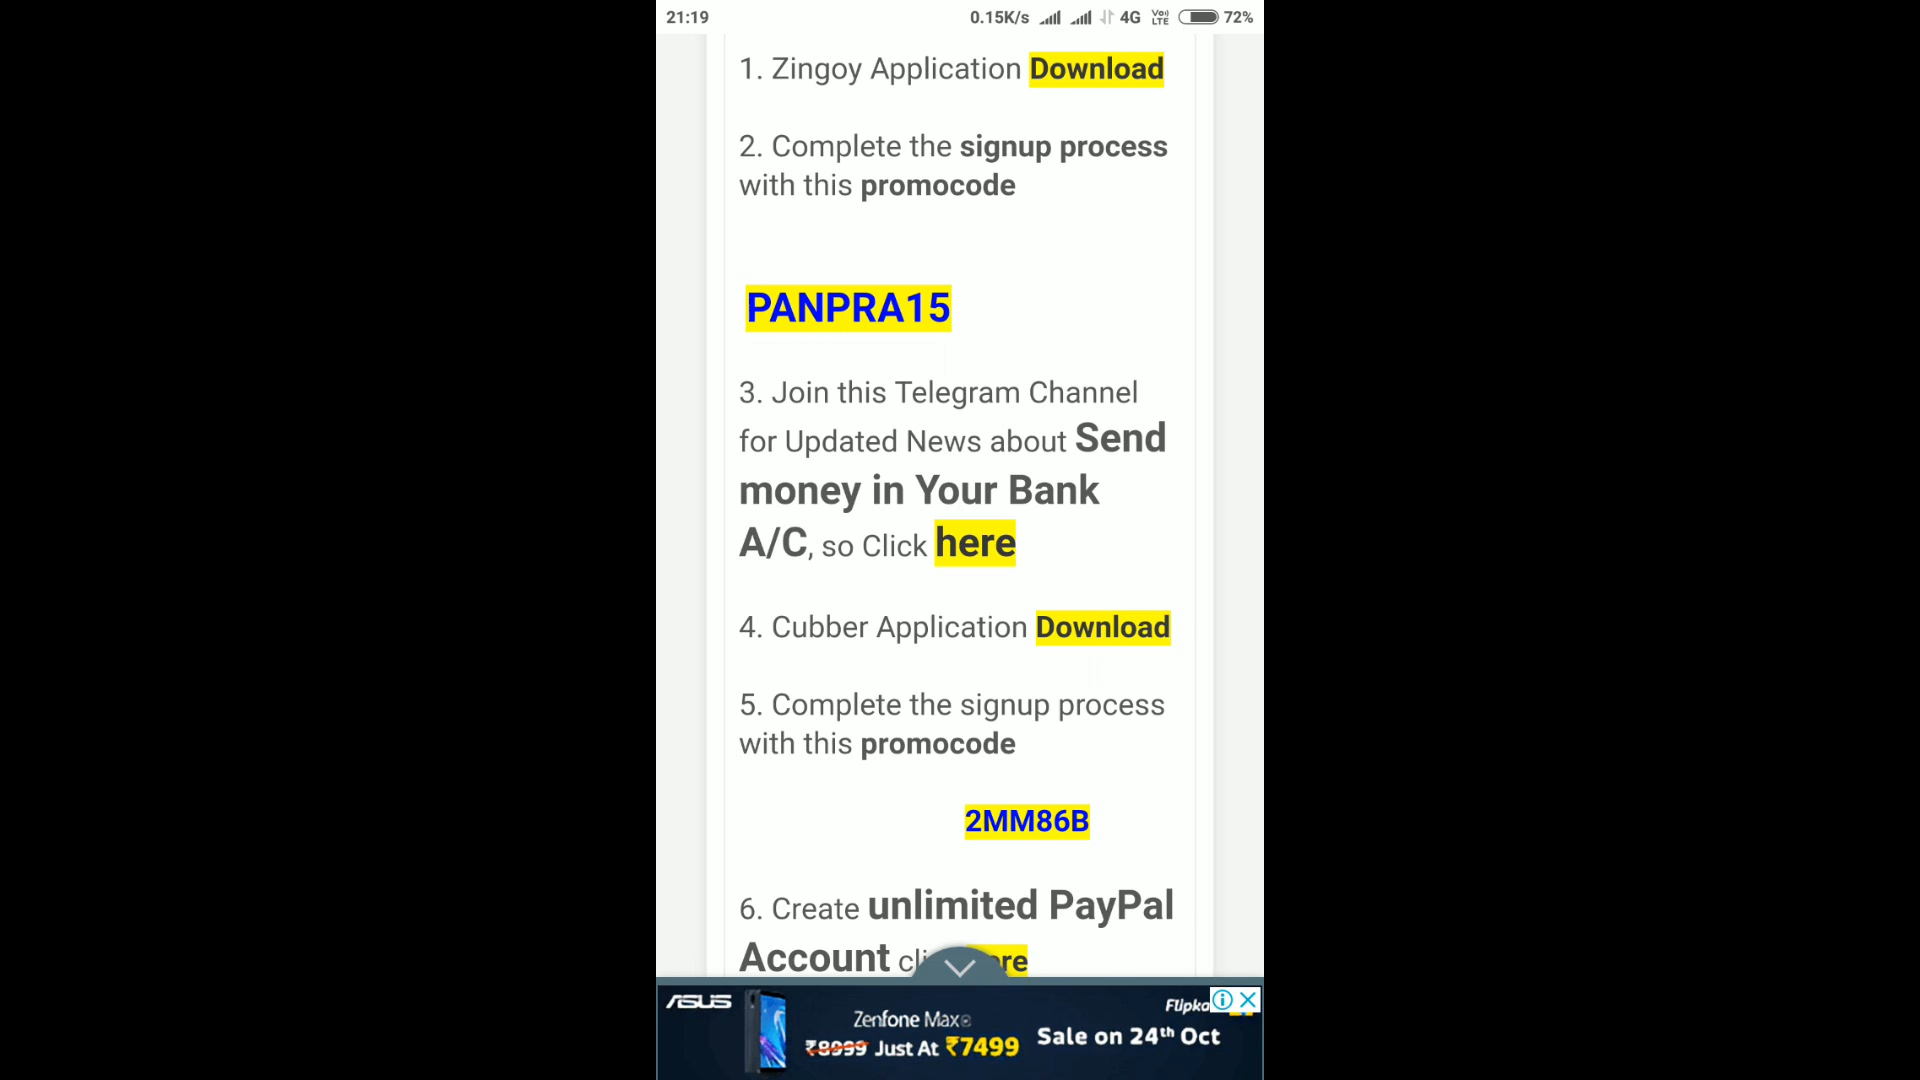 21:19 0.15K/s 4G VoLTE 72%
1. Zingoy Application Download
2. Complete the signup process
with this promocode
PANPRA15
3. Join this Telegram Channel
for Updated News about Send
money in Your Bank
A/C, so Click here
4. Cubber Application Download
5. Complete the signup process
with this promocode
2MM86B
6. Create unlimited PayPal
Account
ASUS
Zenfone Max
₹8999 Just At ₹7499
Sale on 24th Oct